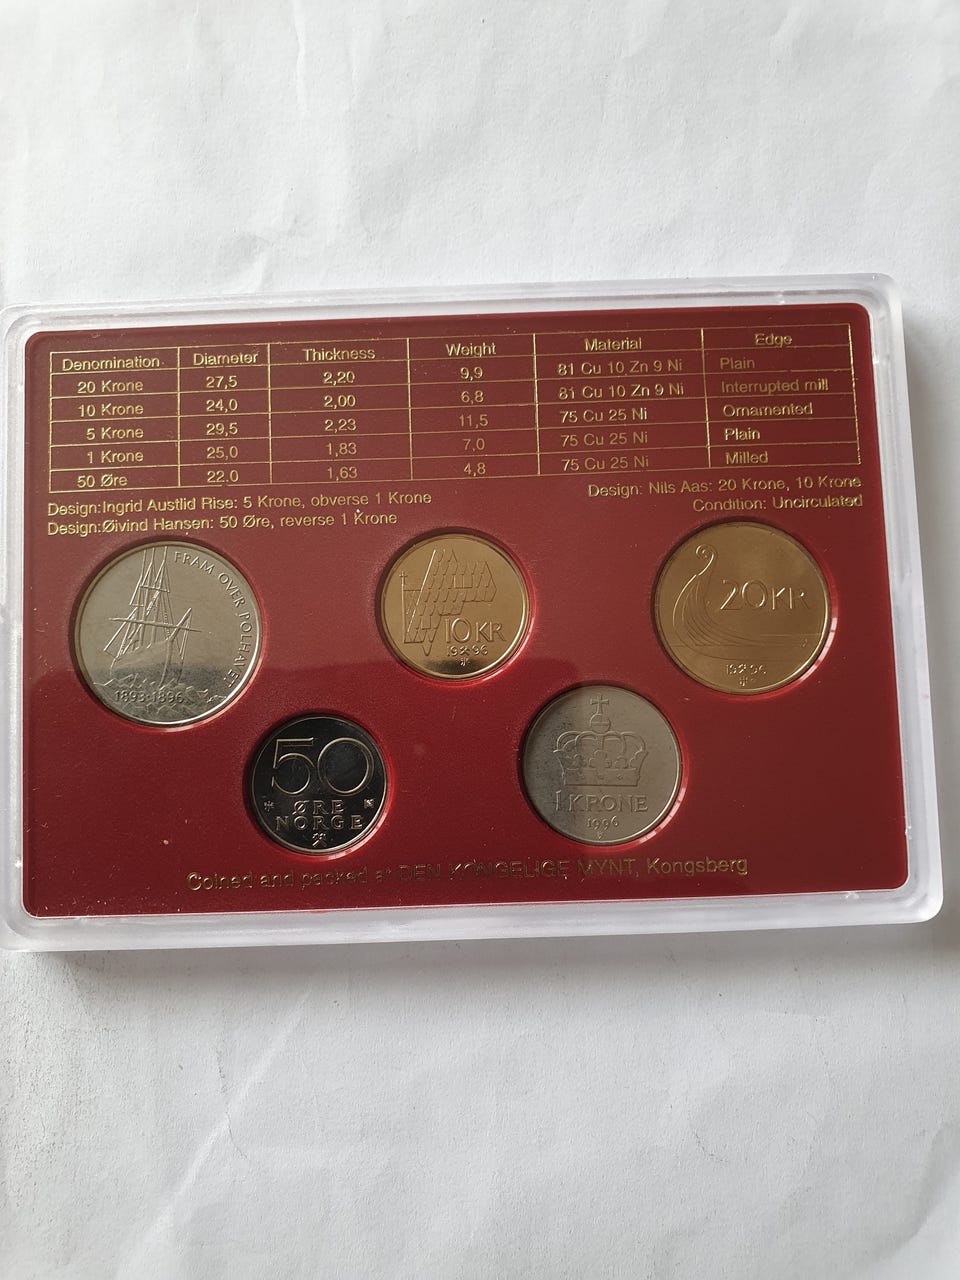 Denomination Diameter Thickness Weight Material Edge
20 Krone 27,5 2,20 9,9 81 Cu 10 Zn 9 Ni Plain
10 Krone 24,0 2,00 6,8 81 Cu 10 Zn 9 Ni Interrupted mill
5 Krone 29,5 2,23 11,5 75 Cu 25 Ni Ornamented
1 Krone 25,0 1,83 7,0 75 Cu 25 Ni Plain
50 Øre 22.0 1,63 4,8 75 Cu 25 Ni Milled
Design:Ingrid Austlid Rise: 5 Krone, obverse 1 Krone
Design:Øivind Hansen: 50 Øre, reverse 1 Krone
Design: Nils Aas: 20 Krone, 10 Krone
Condition: Uncirculated
FRAM OVER POLHAVET
1893-1896
10 KR
19 96
20 KR
19 96
50
ØRE
NORGE
1 KRONE
1996
Coined and packed at DEN KONGELIGE MYNT, Kongsberg